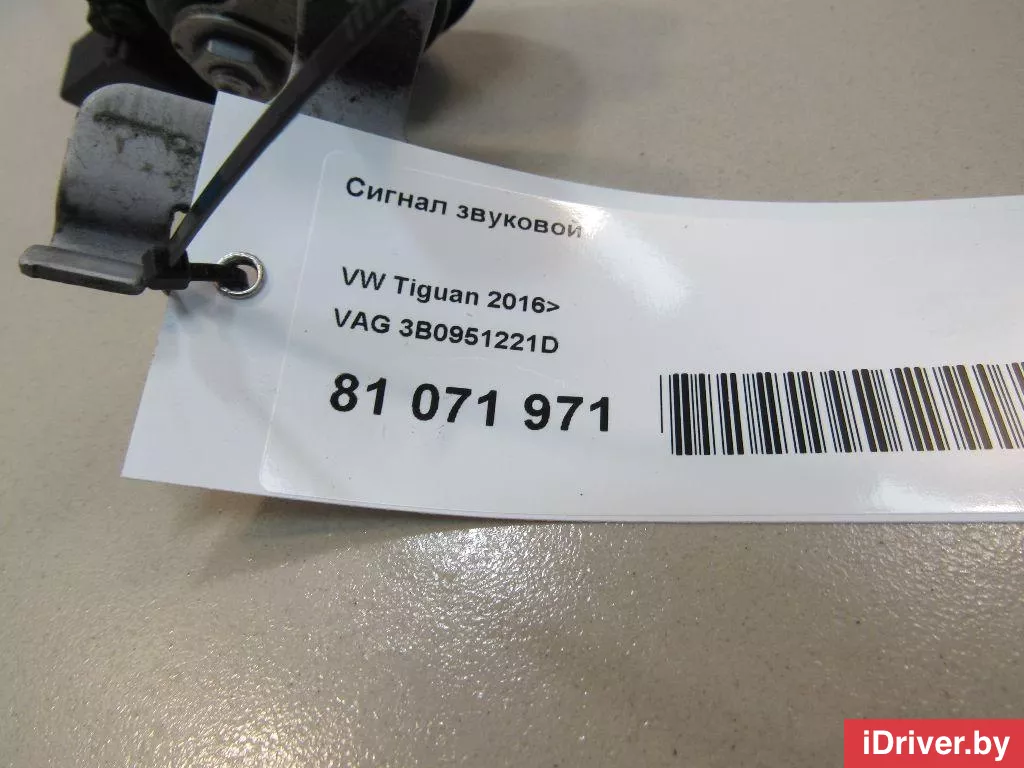 Сигнал звуковой
VW Tiguan 2016>
VAG 3B0951221D
81 071 971
iDriver.by